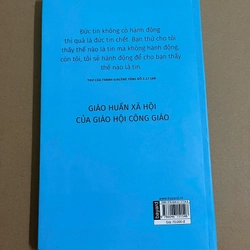 Đức tin không có hành động
thì quả là đức tin chết. Bạn thử cho tôi
thấy thế nào là tin mà không hành động,
còn tôi, tôi sẽ hành động để cho bạn thấy
thế nào là tin.
GIÁO HUẤN XÃ HỘI
CỦA GIÁO HỘI CÔNG GIÁO